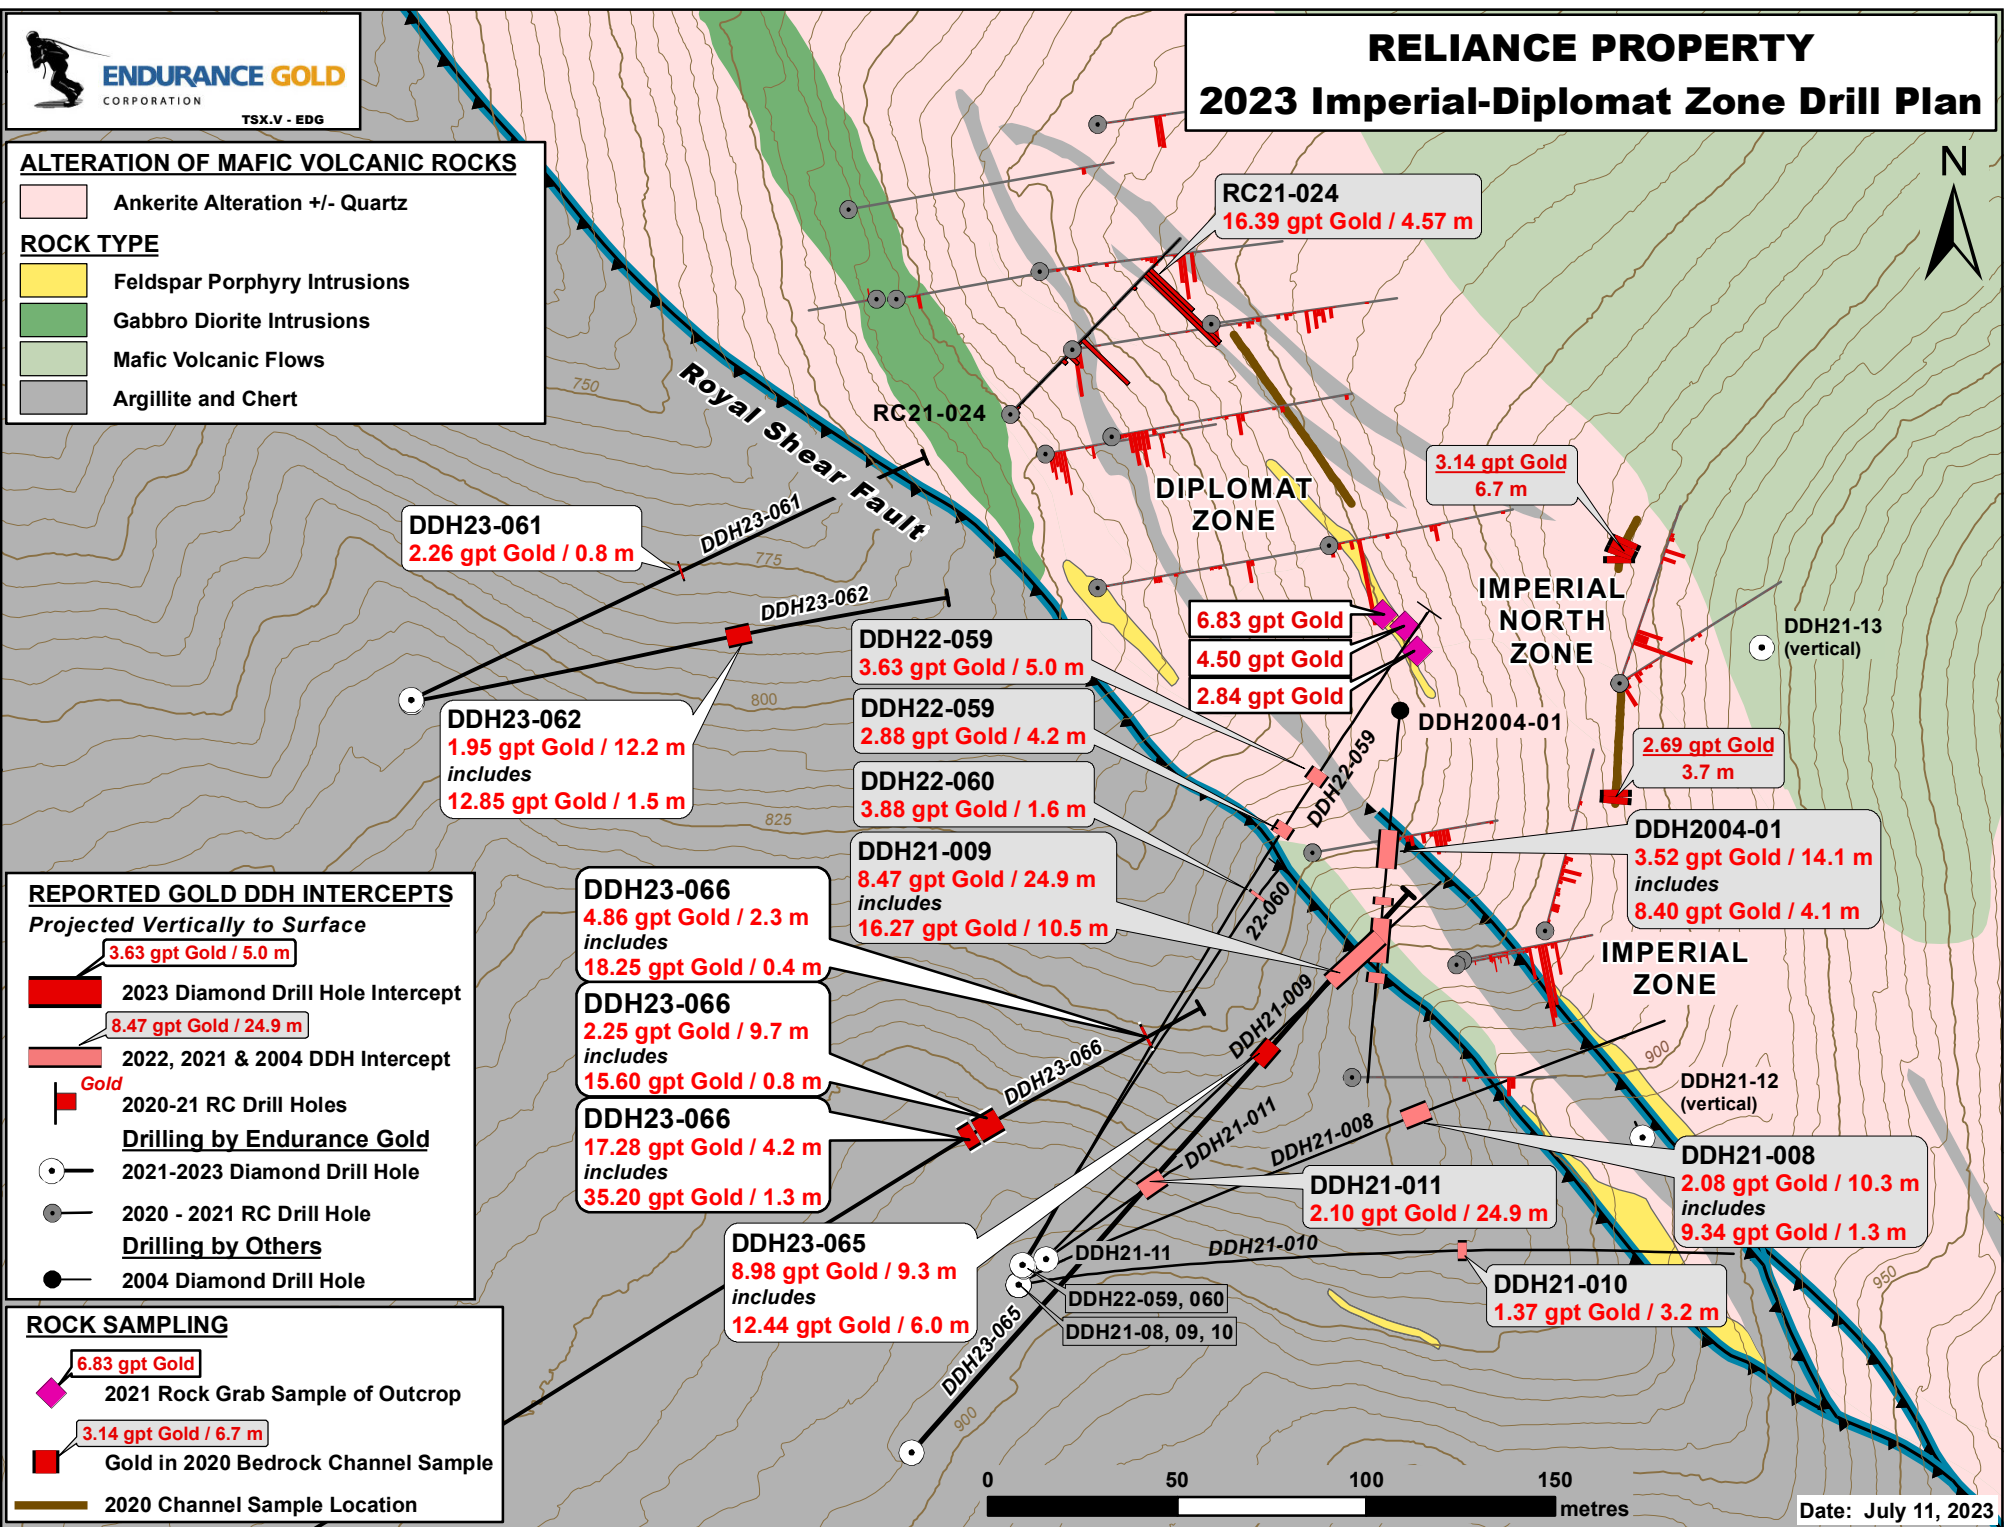 ENDURANCE GOLD
CORPORATION
TSX.V - EDG
RELIANCE PROPERTY
2023 Imperial-Diplomat Zone Drill Plan
N
ALTERATION OF MAFIC VOLCANIC ROCKS
Ankerite Alteration +/- Quartz
ROCK TYPE
Feldspar Porphyry Intrusions
Gabbro Diorite Intrusions
Mafic Volcanic Flows
Argillite and Chert
RC21-024
16.39 gpt Gold / 4.57 m
750
Royal Shear Fault
RC21-024
DIPLOMAT
ZONE
3.14 gpt Gold
6.7 m
DDH23-061
2.26 gpt Gold / 0.8 m
DDH23-061
775
DDH23-062
IMPERIAL
NORTH
ZONE
6.83 gpt Gold
4.50 gpt Gold
2.84 gpt Gold
DDH21-13
(vertical)
DDH22-059
3.63 gpt Gold / 5.0 m
800
DDH23-062
1.95 gpt Gold / 12.2 m
includes
12.85 gpt Gold / 1.5 m
DDH22-059
2.88 gpt Gold / 4.2 m
DDH2004-01
DDH22-059
2.69 gpt Gold
3.7 m
DDH22-060
3.88 gpt Gold / 1.6 m
825
DDH21-009
8.47 gpt Gold / 24.9 m
includes
16.27 gpt Gold / 10.5 m
DDH2004-01
3.52 gpt Gold / 14.1 m
includes
8.40 gpt Gold / 4.1 m
22-060
IMPERIAL
ZONE
REPORTED GOLD DDH INTERCEPTS
Projected Vertically to Surface
3.63 gpt Gold / 5.0 m
2023 Diamond Drill Hole Intercept
8.47 gpt Gold / 24.9 m
2022, 2021 & 2004 DDH Intercept
Gold
2020-21 RC Drill Holes
Drilling by Endurance Gold
2021-2023 Diamond Drill Hole
2020 - 2021 RC Drill Hole
Drilling by Others
2004 Diamond Drill Hole
DDH23-066
4.86 gpt Gold / 2.3 m
includes
18.25 gpt Gold / 0.4 m
DDH23-066
2.25 gpt Gold / 9.7 m
includes
15.60 gpt Gold / 0.8 m
DDH23-066
17.28 gpt Gold / 4.2 m
includes
35.20 gpt Gold / 1.3 m
DDH21-009
DDH23-066
900
DDH21-12
(vertical)
DDH21-011
DDH21-008
DDH21-008
2.08 gpt Gold / 10.3 m
includes
9.34 gpt Gold / 1.3 m
DDH21-011
2.10 gpt Gold / 24.9 m
DDH23-065
8.98 gpt Gold / 9.3 m
includes
12.44 gpt Gold / 6.0 m
DDH21-11
DDH21-010
DDH22-059, 060
DDH21-08, 09, 10
DDH21-010
1.37 gpt Gold / 3.2 m
950
DDH23-065
900
ROCK SAMPLING
6.83 gpt Gold
2021 Rock Grab Sample of Outcrop
3.14 gpt Gold / 6.7 m
Gold in 2020 Bedrock Channel Sample
2020 Channel Sample Location
0 50 100 150
metres
Date: July 11, 2023